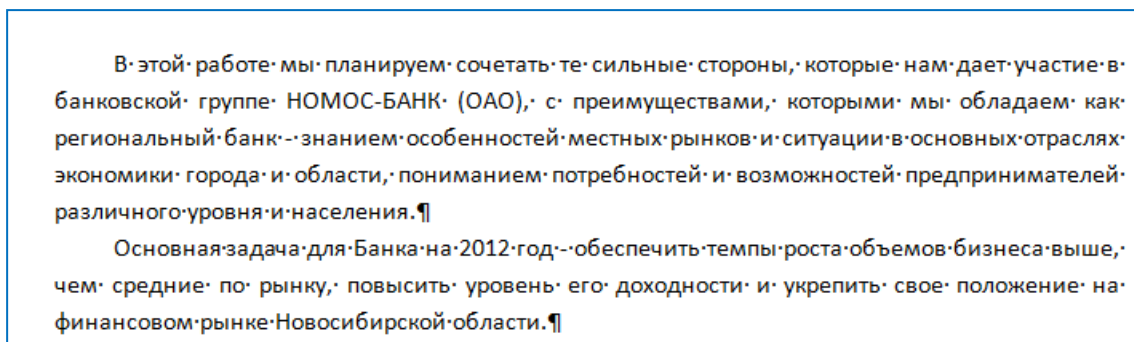 В этой работе мы планируем сочетать те сильные стороны, которые нам дает участие в
банковской группе НОМОС-БАНК (ОАО), с преимуществами, которыми мы обладаем как
региональный банк - знанием особенностей местных рынков и ситуации в основных отраслях
экономики города и области, пониманием потребностей и возможностей предпринимателей
различного уровня и населения.¶
Основная задача для Банка на 2012 год - обеспечить темпы роста объемов бизнеса выше,
чем средние по рынку, повысить уровень его доходности и укрепить свое положение на
финансовом рынке Новосибирской области.¶